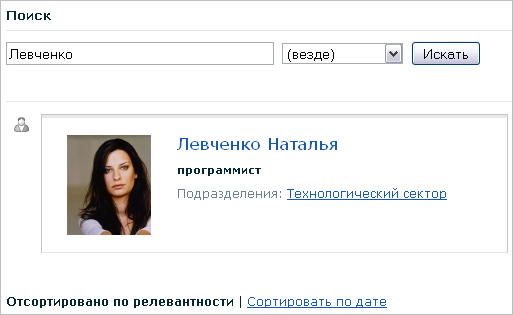 Поиск
Левченко (везде) Искать
Левченко Наталья
программист
Подразделения: Технологический сектор
Отсортировано по релевантности | Сортировать по дате